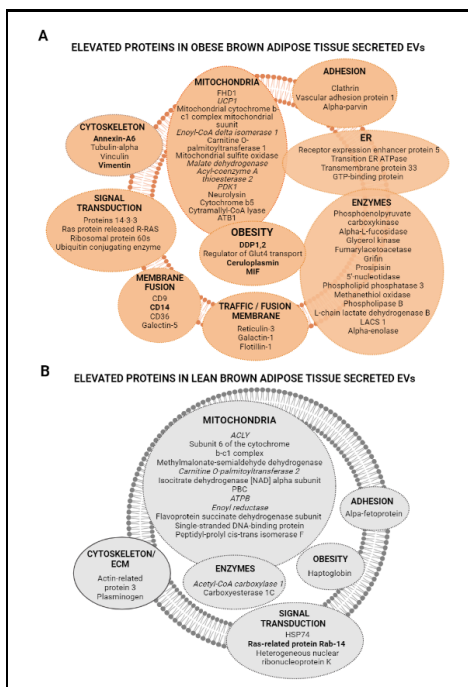 A
ELEVATED PROTEINS IN OBESE BROWN ADIPOSE TISSUE SECRETED EVs
MITOCHONDRIA
FHD1
UCP1
Mitochondrial cytochrome b-
c1 complex mitochondrial
suunit
Enoyl-CoA delta isomerase 1
Carnitine O-
palmitoyltransferase 1
Mitochondrial sulfite oxidase
Malate dehydrogenase
Acyl-coenzyme A
thioesterase 2
PDK1
Neurolysin
Cytochrome b5
Cytramallyl-CoA lyase
ATB1
ADHESION
Clathrin
Vascular adhesion protein 1
Alpha-parvin
CYTOSKELETON
Annexin-A6
Tubulin-alpha
Vinculin
Vimentin
ER
Receptor expression enhancer protein 5
Transition ER ATPase
Transmembrane protein 33
GTP-binding protein
SIGNAL
TRANSDUCTION
Proteins 14-3-3
Ras protein released R-RAS
Ribosomal protein 60s
Ubiquitin conjugating enzyme
ENZYMES
Phosphoenolpyruvate
carboxykinase
Alpha-L-fucosidase
Glycerol kinase
Fumarylacetoacetase
Grifin
Prosipisin
5'-nucleotidase
Phospholipid phosphatase 3
Methanethiol oxidase
Phospholipase B
L-chain lactate dehydrogenase B
LACS 1
Alpha-enolase
OBESITY
DDP1,2
Regulator of Glut4 transport
Ceruloplasmin
MIF
MEMBRANE
FUSION
CD9
CD14
CD36
Galectin-5
TRAFFIC / FUSION
MEMBRANE
Reticulin-3
Galectin-1
Flotillin-1
B
ELEVATED PROTEINS IN LEAN BROWN ADIPOSE TISSUE SECRETED EVs
MITOCHONDRIA
ACLY
Subunit 6 of the cytochrome
b-c1 complex
Methylmalonate-semialdehyde dehydrogenase
Carnitine O-palmitoyltransferase 2
Isocitrate dehydrogenase [NAD] alpha subunit
PBC
ATPB
Enoyl reductase
Flavoprotein succinate dehydrogenase subunit
Single-stranded DNA-binding protein
Peptidyl-prolyl cis-trans isomerase F
ADHESION
Alpa-fetoprotein
CYTOSKELETON/
ECM
Actin-related
protein 3
Plasminogen
ENZYMES
Acetyl-CoA carboxylase 1
Carboxyesterase 1C
OBESITY
Haptoglobin
SIGNAL
TRANSDUCTION
HSP74
Ras-related protein Rab-14
Heterogeneous nuclear
ribonucleoprotein K